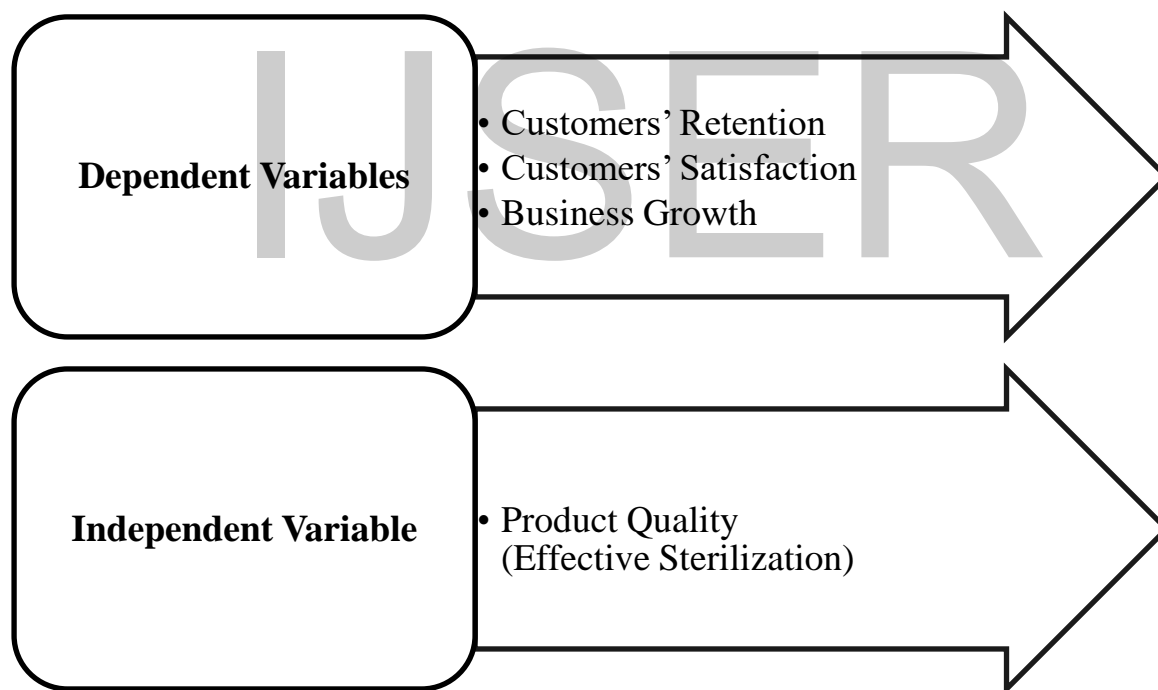 IJSER
Dependent Variables
• Customers’ Retention
• Customers’ Satisfaction
• Business Growth
Independent Variable
• Product Quality
(Effective Sterilization)